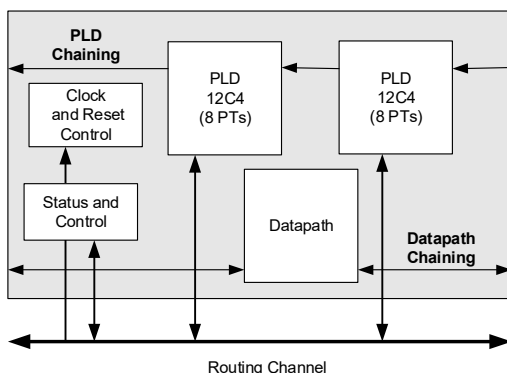 PLD
Chaining
PLD
12C4
(8 PTs)
PLD
12C4
(8 PTs)
Clock
and Reset
Control
Status and
Control
Datapath
Datapath
Chaining
Routing Channel